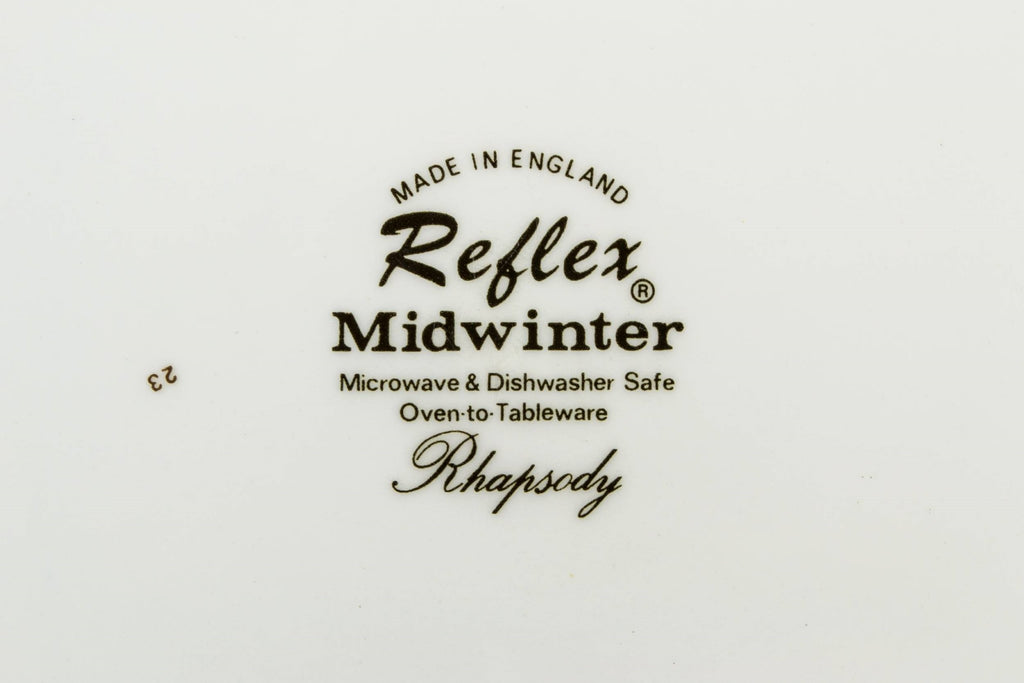 MADE IN ENGLAND
Reflex®
Midwinter
Microwave & Dishwasher Safe
Oven-to-Tableware
Rhapsody
23